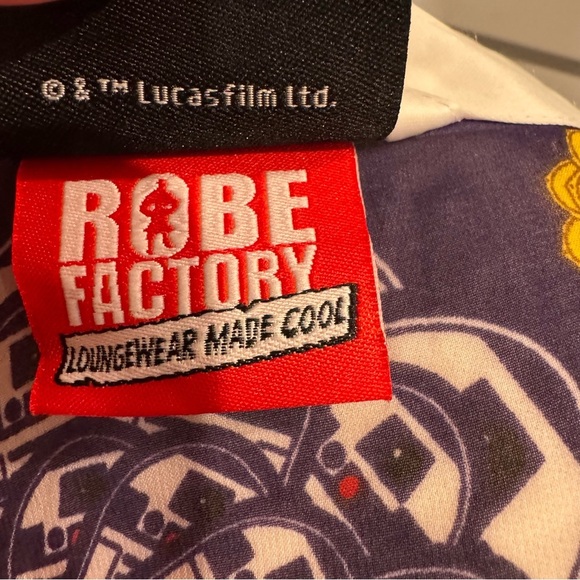 © & ™ Lucasfilm Ltd.
ROBE
FACTORY
LOUNGEWEAR MADE COOL